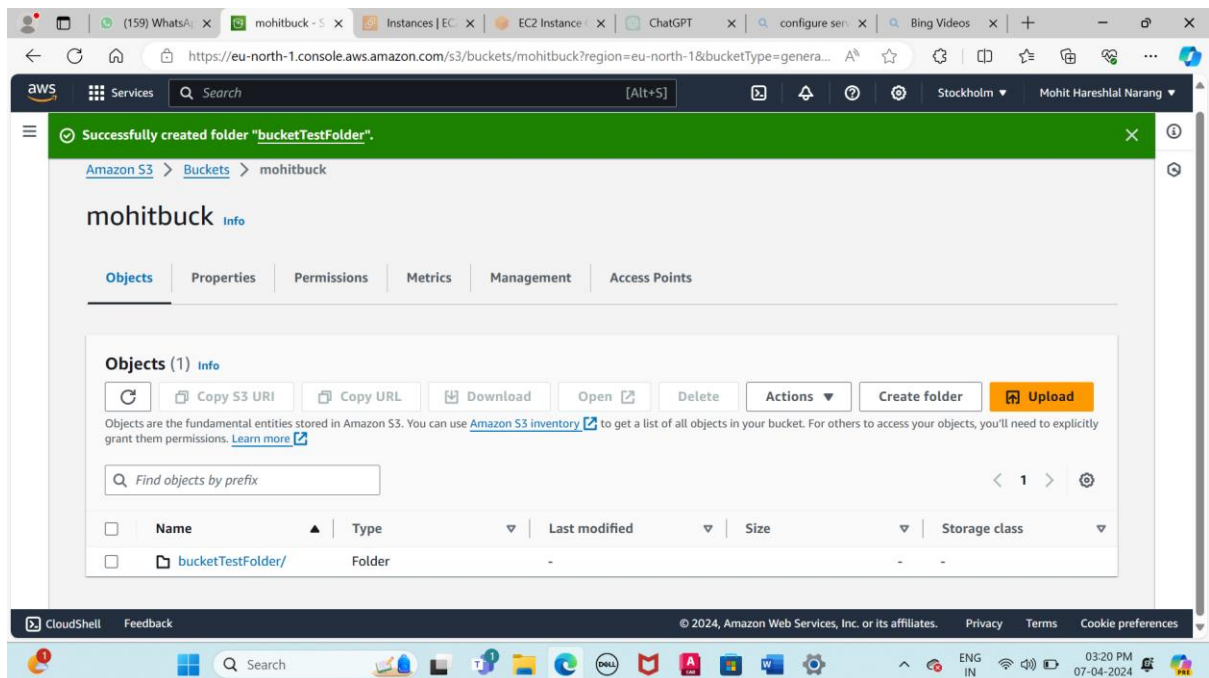 (159) WhatsA
mohitbuck - S
Instances | EC
EC2 Instance
ChatGPT
configure ser
Bing Videos
https://eu-north-1.console.aws.amazon.com/s3/buckets/mohitbuck?region=eu-north-1&bucketType=genera...
aws
Services
Search
[Alt+S]
Stockholm ▼
Mohit Hareshlal Narang ▼
Successfully created folder "bucketTestFolder".
Amazon S3 > Buckets > mohitbuck
mohitbuck Info
Objects
Properties
Permissions
Metrics
Management
Access Points
Objects (1) Info
Copy S3 URI
Copy URL
Download
Open
Delete
Actions ▼
Create folder
Upload
Objects are the fundamental entities stored in Amazon S3. You can use Amazon S3 inventory to get a list of all objects in your bucket. For others to access your objects, you'll need to explicitly
grant them permissions. Learn more
Find objects by prefix
< 1 >
Name
Type
Last modified
Size
Storage class
bucketTestFolder/
Folder
-
-
-
CloudShell
Feedback
© 2024, Amazon Web Services, Inc. or its affiliates.
Privacy
Terms
Cookie preferences
Search
DELL
ENG
IN
03:20 PM
07-04-2024
PRE